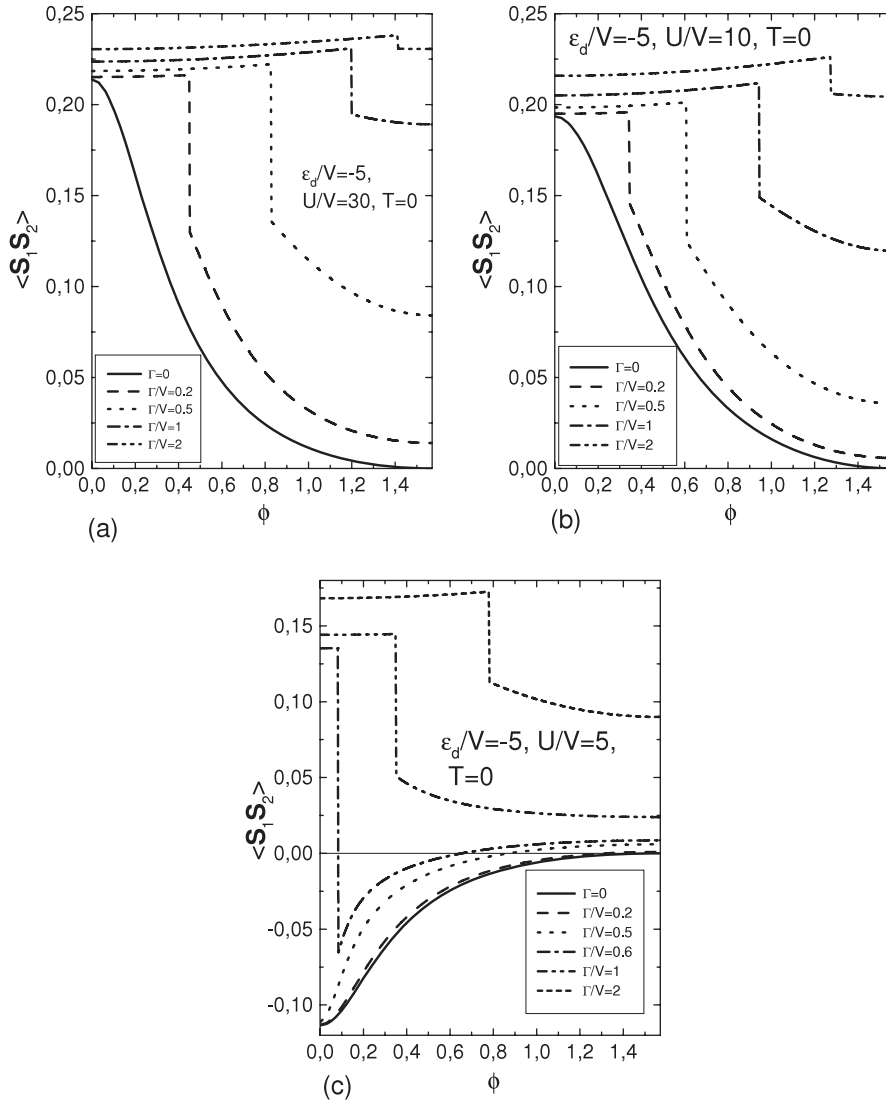 0,25
0,20
0,15
0,10
0,05
0,00
<S₁S₂>
εd/V=-5,
U/V=30, T=0
Γ=0
Γ/V=0.2
Γ/V=0.5
Γ/V=1
Γ/V=2
0,0 0,2 0,4 0,6 0,8 1,0 1,2 1,4
ϕ
(a)
εd/V=-5, U/V=10, T=0
0,25
0,20
0,15
0,10
0,05
0,00
<S₁S₂>
Γ=0
Γ/V=0.2
Γ/V=0.5
Γ/V=1
Γ/V=2
0,0 0,2 0,4 0,6 0,8 1,0 1,2 1,4
ϕ
(b)
0,15
0,10
0,05
0,00
-0,05
-0,10
<S₁S₂>
εd/V=-5, U/V=5,
T=0
Γ=0
Γ/V=0.2
Γ/V=0.5
Γ/V=0.6
Γ/V=1
Γ/V=2
0,0 0,2 0,4 0,6 0,8 1,0 1,2 1,4
ϕ
(c)